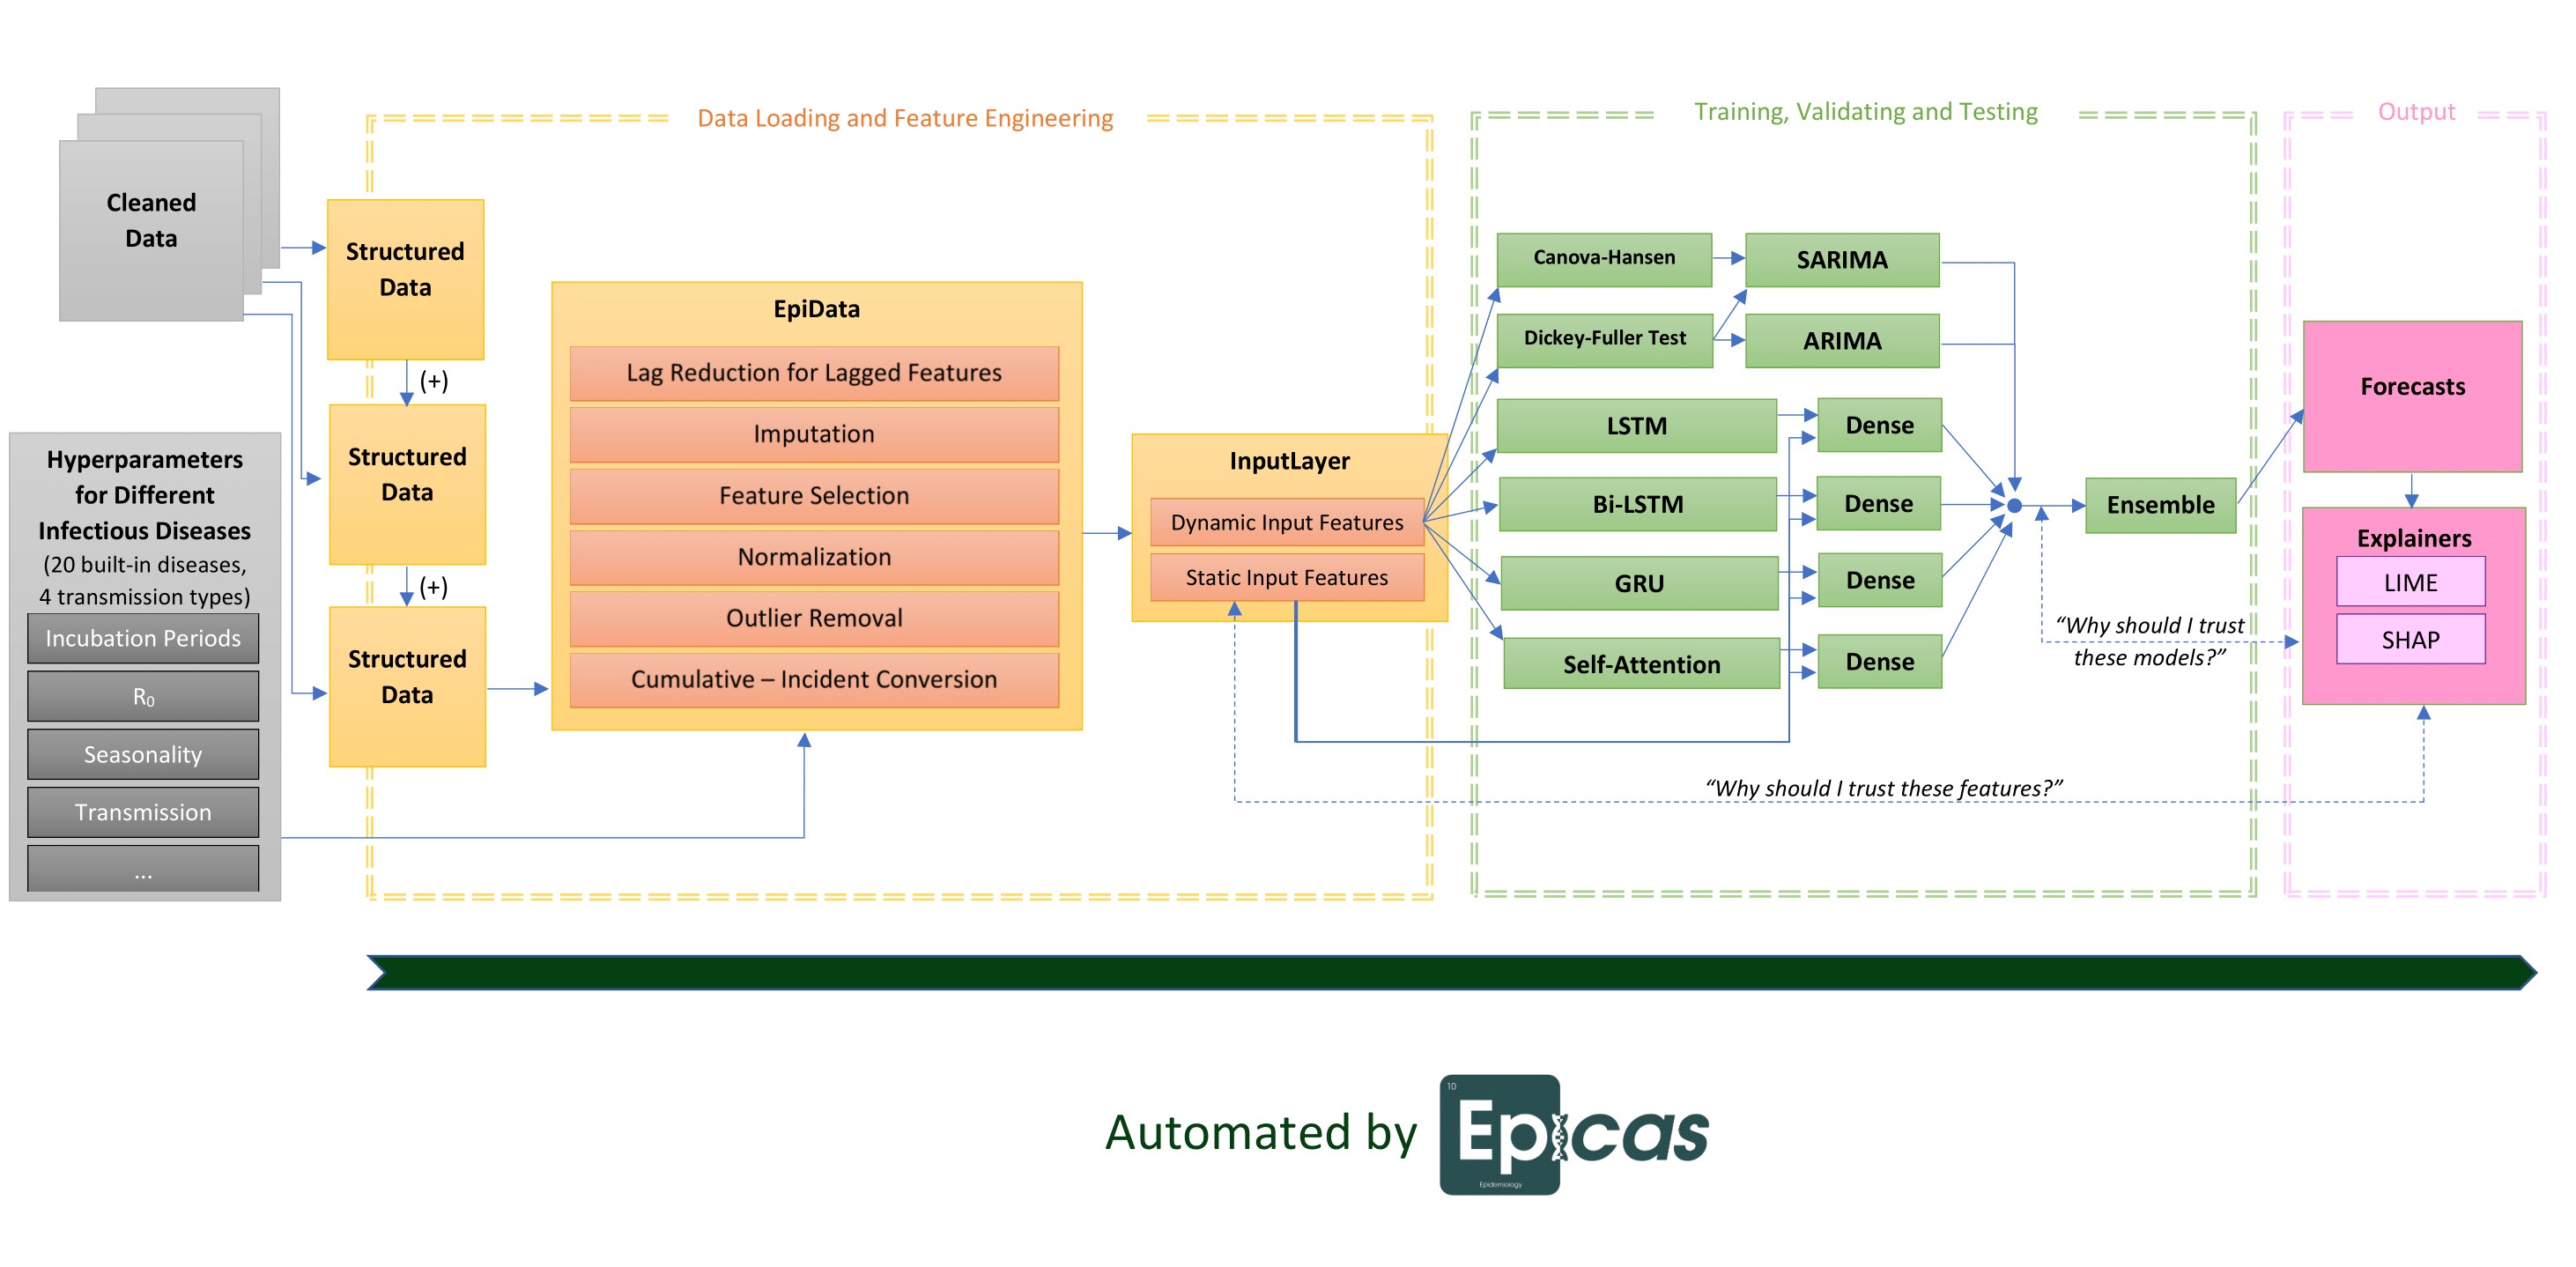 Data Loading and Feature Engineering
Training, Validating and Testing
Output
Cleaned
Data
Structured
Data
(+)
Structured
Data
(+)
Structured
Data
Hyperparameters
for Different
Infectious Diseases
(20 built-in diseases,
4 transmission types)
Incubation Periods
R₀
Seasonality
Transmission
...
EpiData
Lag Reduction for Lagged Features
Imputation
Feature Selection
Normalization
Outlier Removal
Cumulative – Incident Conversion
InputLayer
Dynamic Input Features
Static Input Features
Canova-Hansen
SARIMA
Dickey-Fuller Test
ARIMA
LSTM
Dense
Bi-LSTM
Dense
GRU
Dense
Self-Attention
Dense
Ensemble
“Why should I trust
these models?”
“Why should I trust these features?”
Forecasts
Explainers
LIME
SHAP
Automated by
10
Epicas
Epidemiology